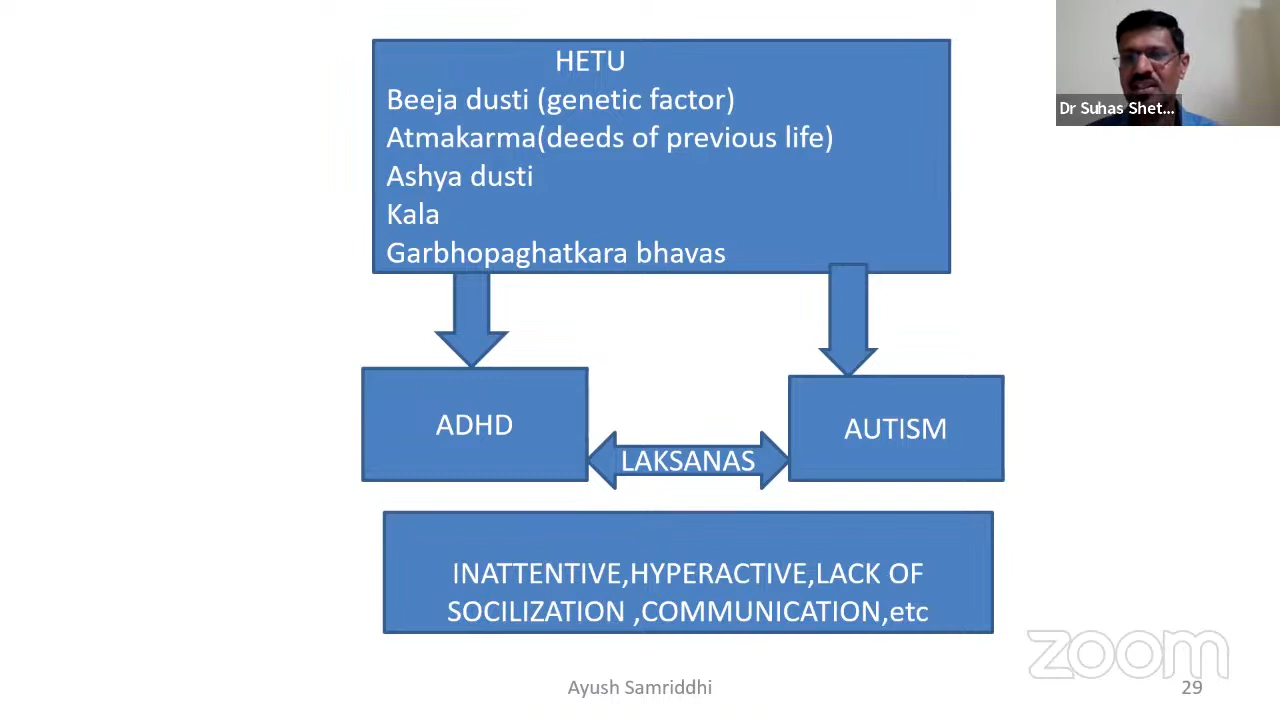 HETU
Beeja dusti (genetic factor)
Atmakarma(deeds of previous life)
Ashya dusti
Kala
Garbhopaghatkara bhavas
Dr Suhas Shet...
ADHD
AUTISM
LAKSANAS
INATTENTIVE,HYPERACTIVE,LACK OF
SOCILIZATION ,COMMUNICATION,etc
zoom
Ayush Samriddhi
29